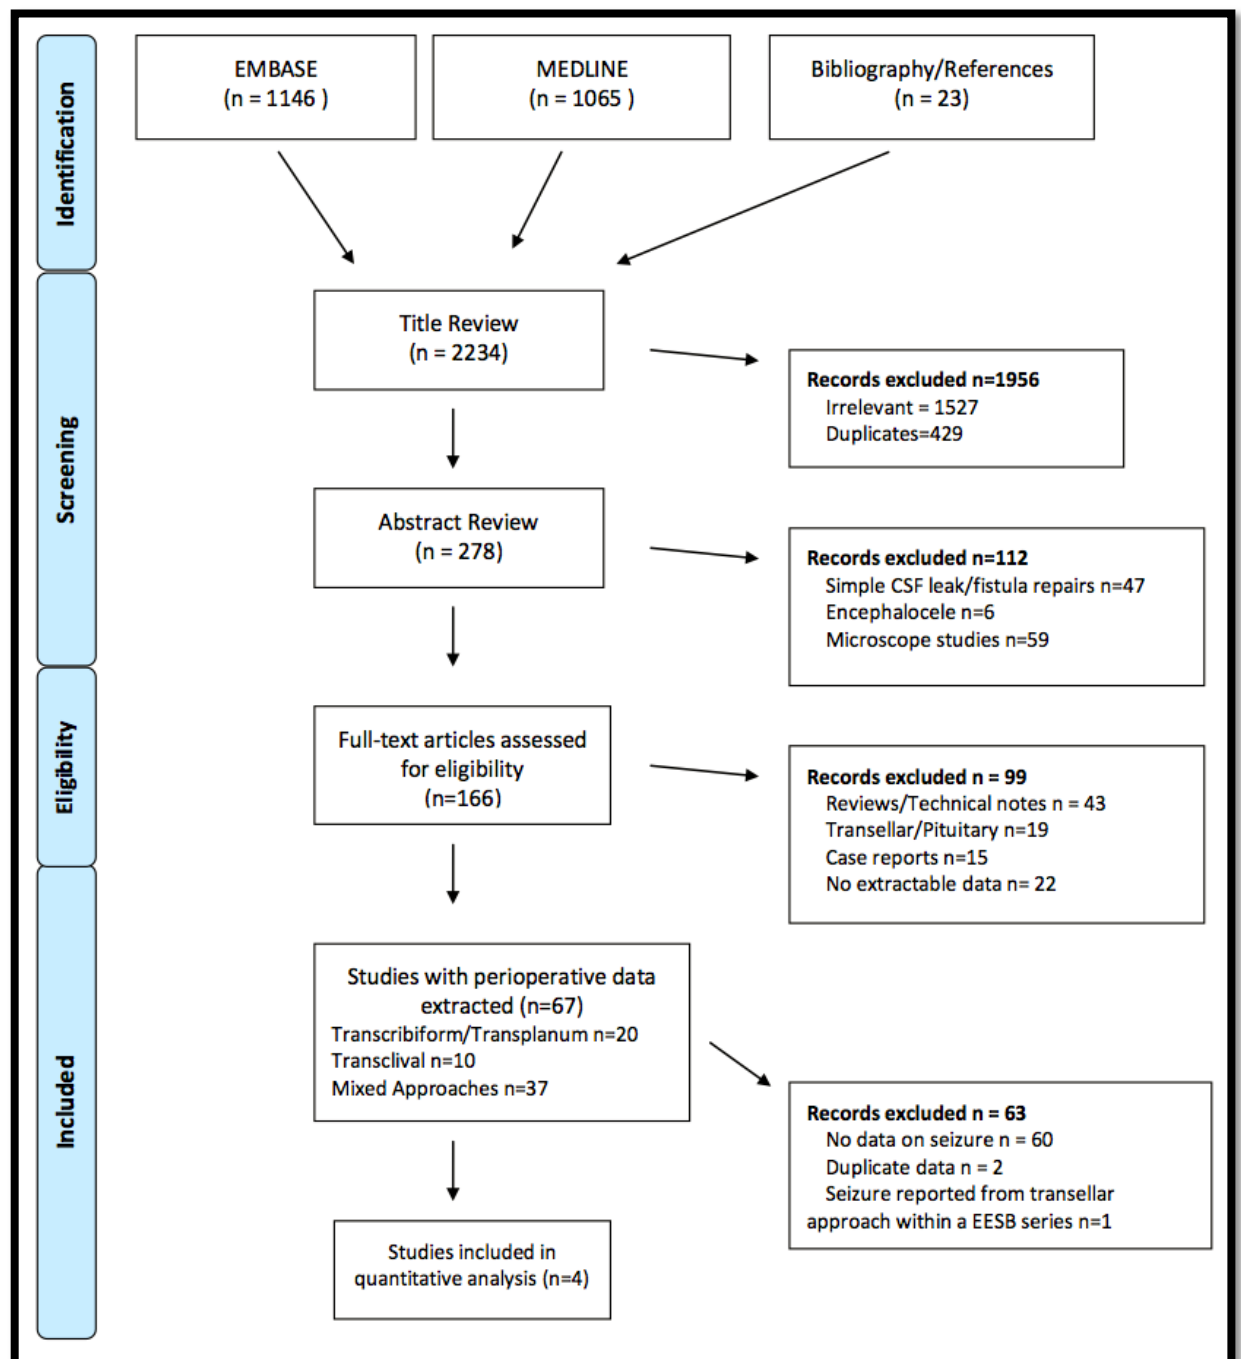 Identification
EMBASE
(n = 1146 )
MEDLINE
(n = 1065 )
Bibliography/References
(n = 23)
Screening
Title Review
(n = 2234)
Records excluded n=1956
Irrelevant = 1527
Duplicates=429
Abstract Review
(n = 278)
Records excluded n=112
Simple CSF leak/fistula repairs n=47
Encephalocele n=6
Microscope studies n=59
Eligibility
Full-text articles assessed
for eligibility
(n=166)
Records excluded n = 99
Reviews/Technical notes n = 43
Transellar/Pituitary n=19
Case reports n=15
No extractable data n= 22
Included
Studies with perioperative data
extracted (n=67)
Transcribiform/Transplanum n=20
Transclival n=10
Mixed Approaches n=37
Records excluded n = 63
No data on seizure n = 60
Duplicate data n = 2
Seizure reported from transellar
approach within a EESB series n=1
Studies included in
quantitative analysis (n=4)